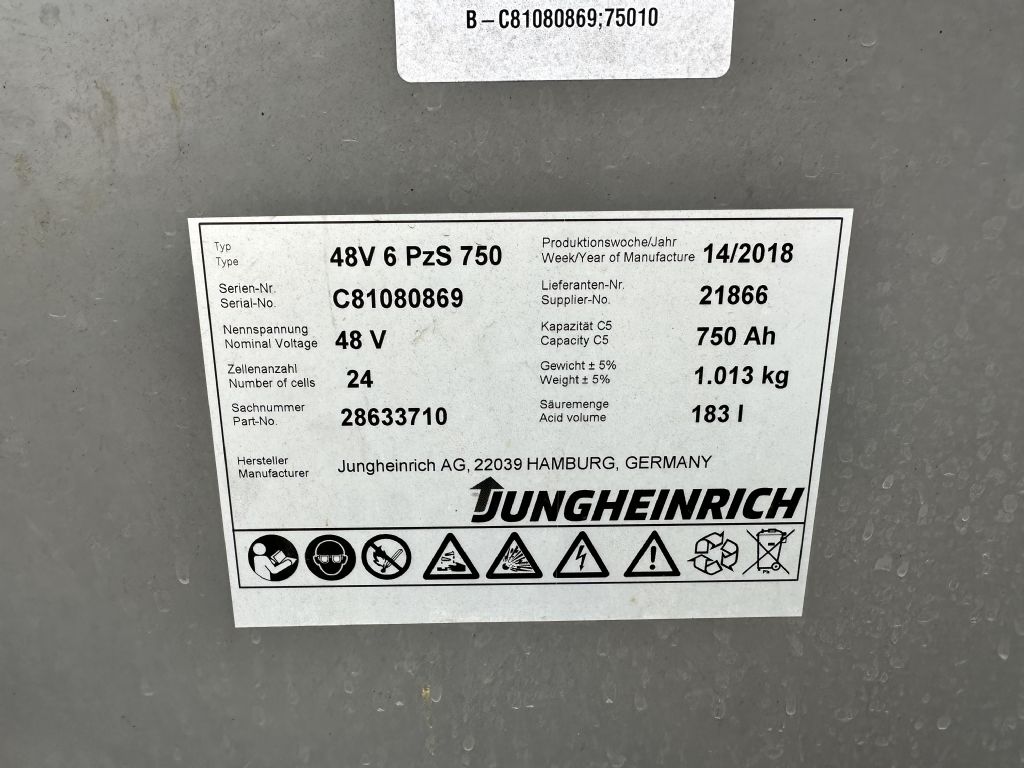 B – C81080869;75010
Typ
Type
48V 6 PzS 750
Produktionswoche/Jahr
Week/Year of Manufacture
14/2018
Serien-Nr.
Serial-No.
C81080869
Lieferanten-Nr.
Supplier-No.
21866
Nennspannung
Nominal Voltage
48 V
Kapazität C5
Capacity C5
750 Ah
Zellenanzahl
Number of cells
24
Gewicht ± 5%
Weight ± 5%
1.013 kg
Sachnummer
Part-No.
28633710
Säuremenge
Acid volume
183 l
Hersteller
Manufacturer
Jungheinrich AG, 22039 HAMBURG, GERMANY
JUNGHEINRICH
Pb